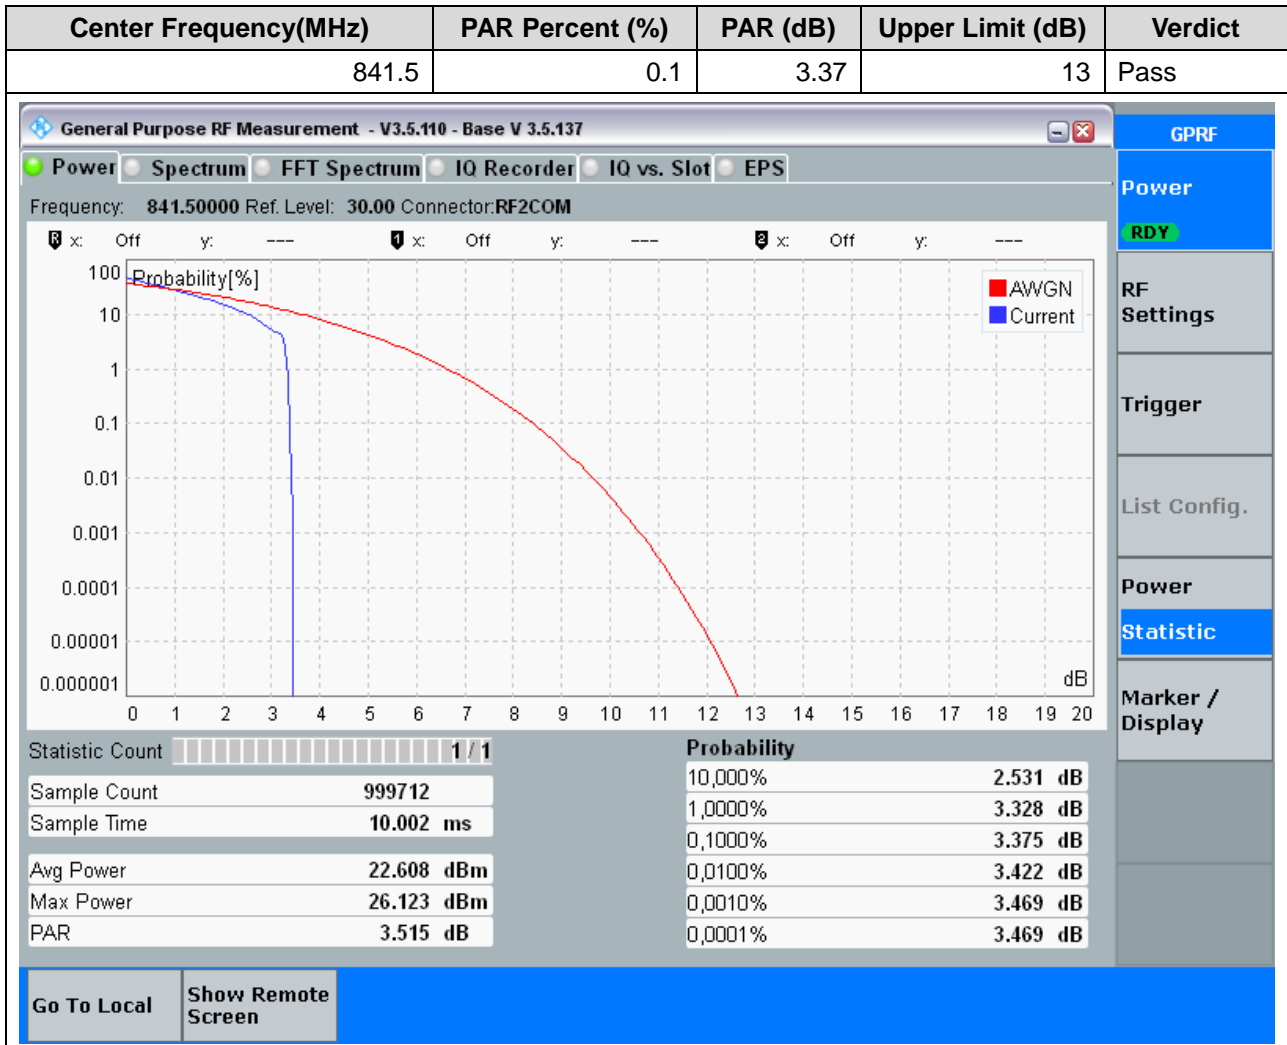 Center Frequency(MHz) PAR Percent (%) PAR (dB) Upper Limit (dB) Verdict
841.5 0.1 3.37 13 Pass
General Purpose RF Measurement - V3.5.110 - Base V 3.5.137
GPRF
Power Spectrum FFT Spectrum IQ Recorder IQ vs. Slot EPS
Power
RDY
Frequency: 841.50000 Ref. Level: 30.00 Connector:RF2COM
R x: Off y: --- 1 x: Off y: --- 2 x: Off y: ---
100 Probability[%]
AWGN
Current
10
1
0.1
0.01
0.001
0.0001
0.00001
0.000001
dB
0 1 2 3 4 5 6 7 8 9 10 11 12 13 14 15 16 17 18 19 20
RF
Settings
Trigger
List Config.
Power
Statistic
Marker /
Display
Statistic Count 1 / 1
Sample Count 999712
Sample Time 10.002 ms
Avg Power 22.608 dBm
Max Power 26.123 dBm
PAR 3.515 dB
Probability
10,000% 2.531 dB
1,0000% 3.328 dB
0,1000% 3.375 dB
0,0100% 3.422 dB
0,0010% 3.469 dB
0,0001% 3.469 dB
Go To Local
Show Remote
Screen